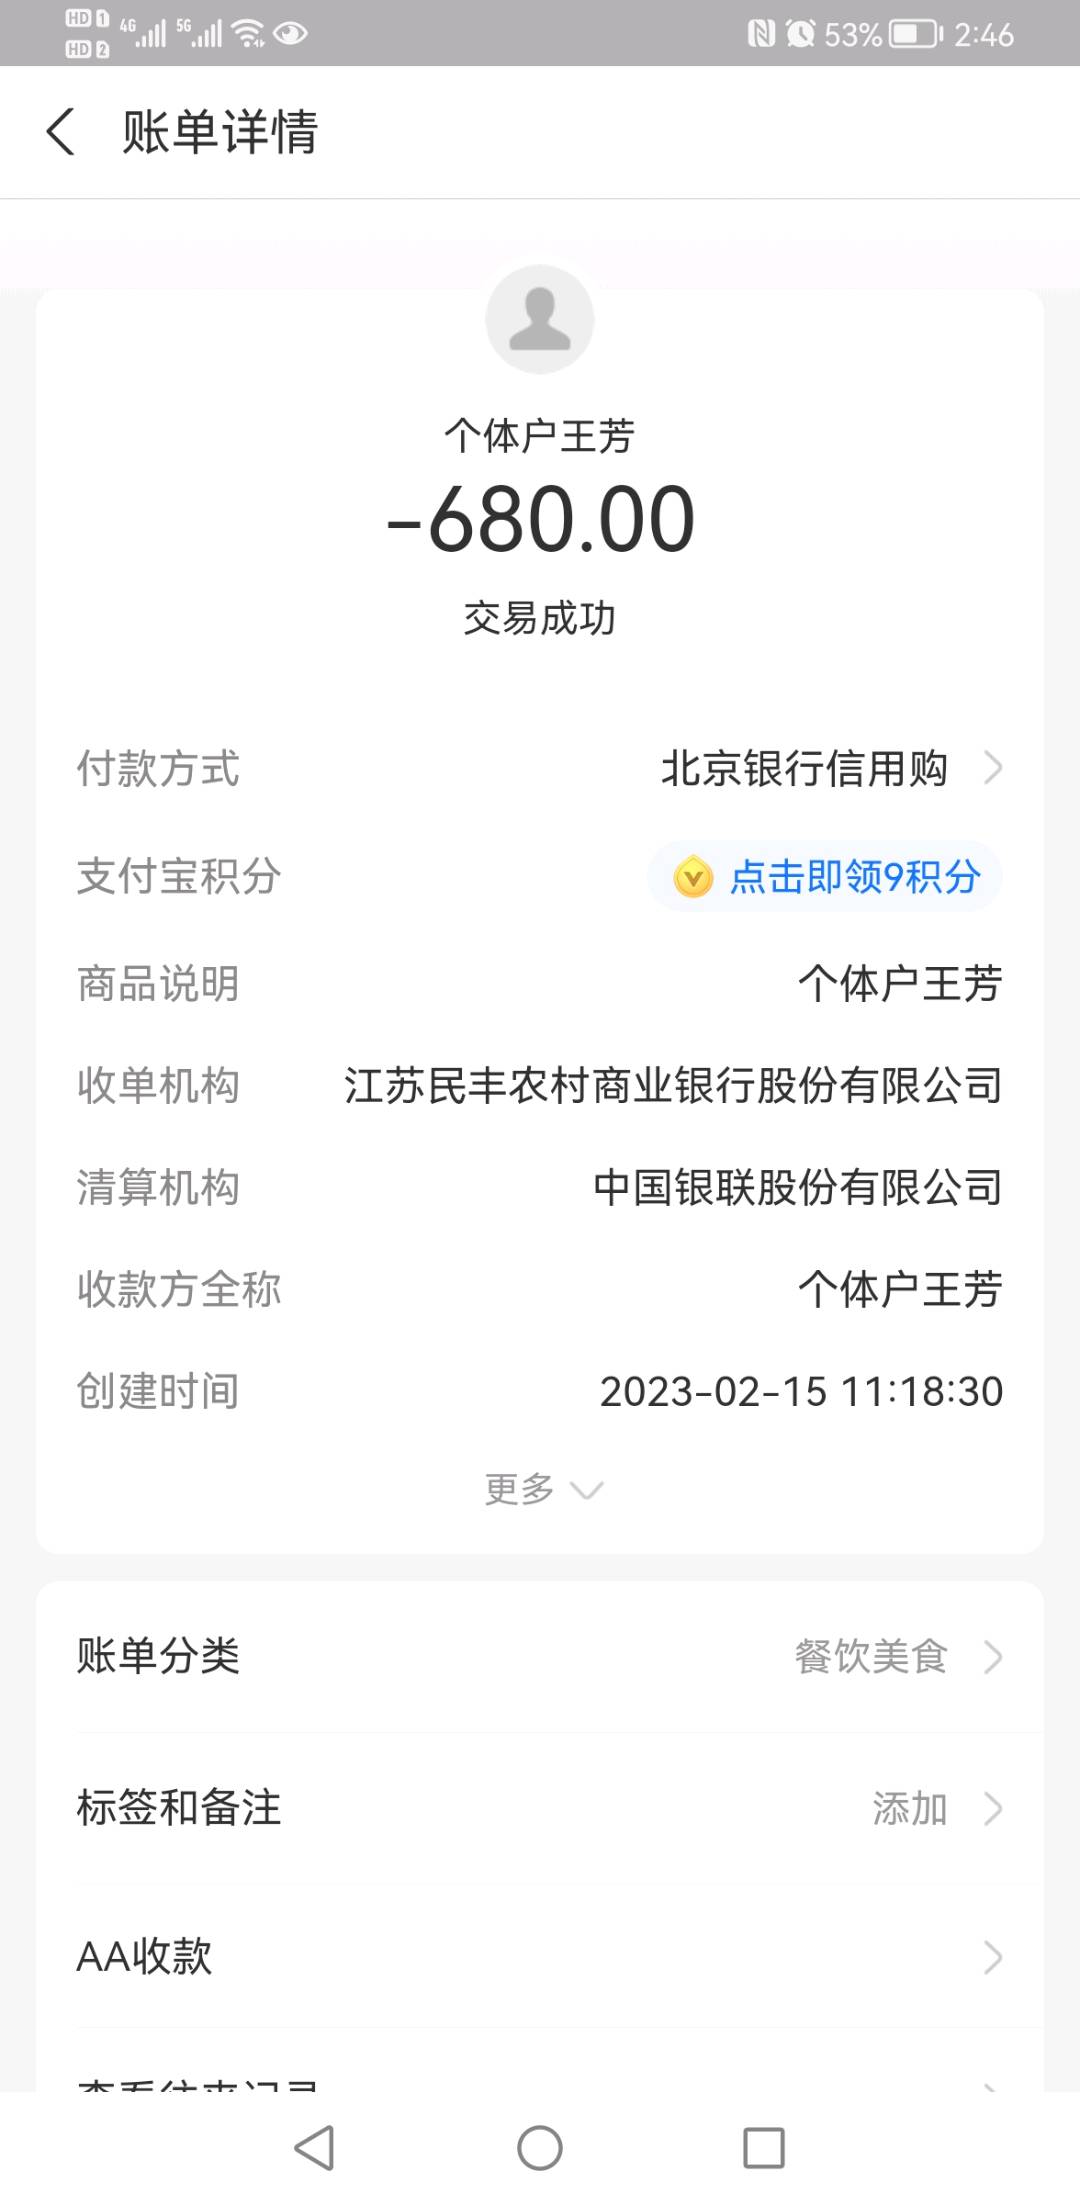 HD 1 4G 5G 53% 2:46
HD 2
账单详情
个体户王芳
-680.00
交易成功
付款方式 北京银行信用购
支付宝积分 点击即领9积分
商品说明 个体户王芳
收单机构 江苏民丰农村商业银行股份有限公司
清算机构 中国银联股份有限公司
收款方全称 个体户王芳
创建时间 2023-02-15 11:18:30
更多
账单分类 餐饮美食
标签和备注 添加
AA收款
查看往来记录